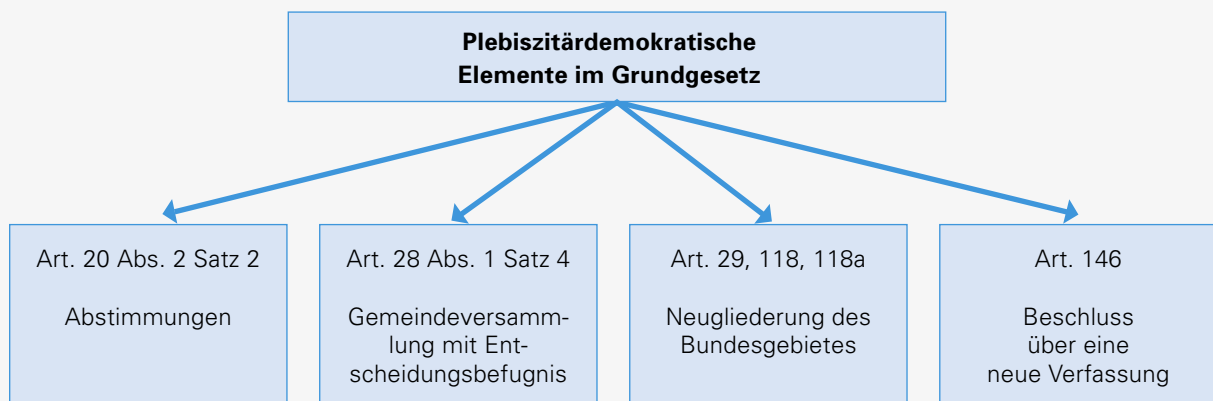 Plebiszitärdemokratische
Elemente im Grundgesetz
Art. 20 Abs. 2 Satz 2
Abstimmungen
Art. 28 Abs. 1 Satz 4
Gemeindeversamm-
lung mit Ent-
scheidungsbefugnis
Art. 29, 118, 118a
Neugliederung des
Bundesgebietes
Art. 146
Beschluss
über eine
neue Verfassung